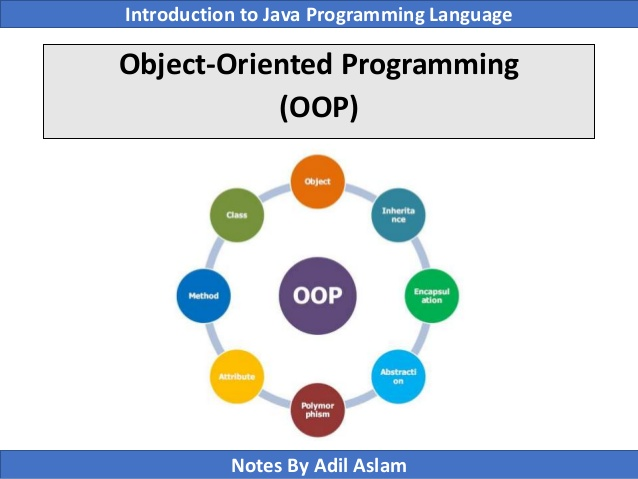 Introduction to Java Programming Language
Object-Oriented Programming
(OOP)
Object
Inherita
nce
Encapsul
ation
Abstracti
on
Polymor
phism
Attribute
Method
Class
OOP
Notes By Adil Aslam